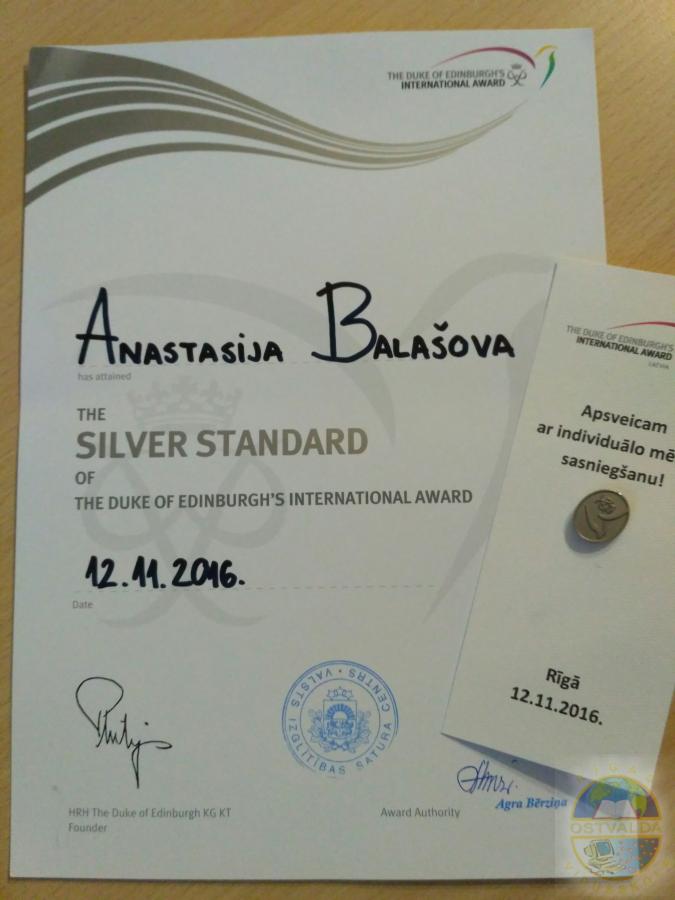 THE DUKE OF EDINBURGH'S
INTERNATIONAL AWARD
ANASTASIJA BALAŠOVA
has attained
THE
SILVER STANDARD
OF
THE DUKE OF EDINBURGH'S INTERNATIONAL AWARD
12.11.2016.
Date
HRH The Duke of Edinburgh KG KT
Founder
VALSTS IZGLĪTĪBAS SATURA CENTRS
Award Authority
Agra Bērziņa
THE DUKE OF EDINBURGH'S
INTERNATIONAL AWARD
LATVIA
Apsveicam
ar individuālo mē
sasniegšanu!
Rīgā
12.11.2016.
OSTVALDA